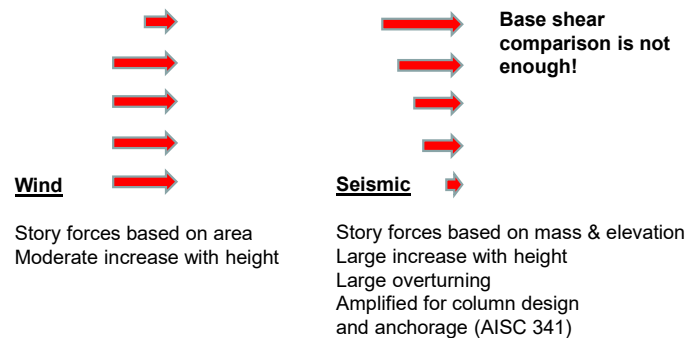 Base shear
comparison is not
enough!
Wind
Story forces based on area
Moderate increase with height
Seismic
Story forces based on mass & elevation
Large increase with height
Large overturning
Amplified for column design
and anchorage (AISC 341)